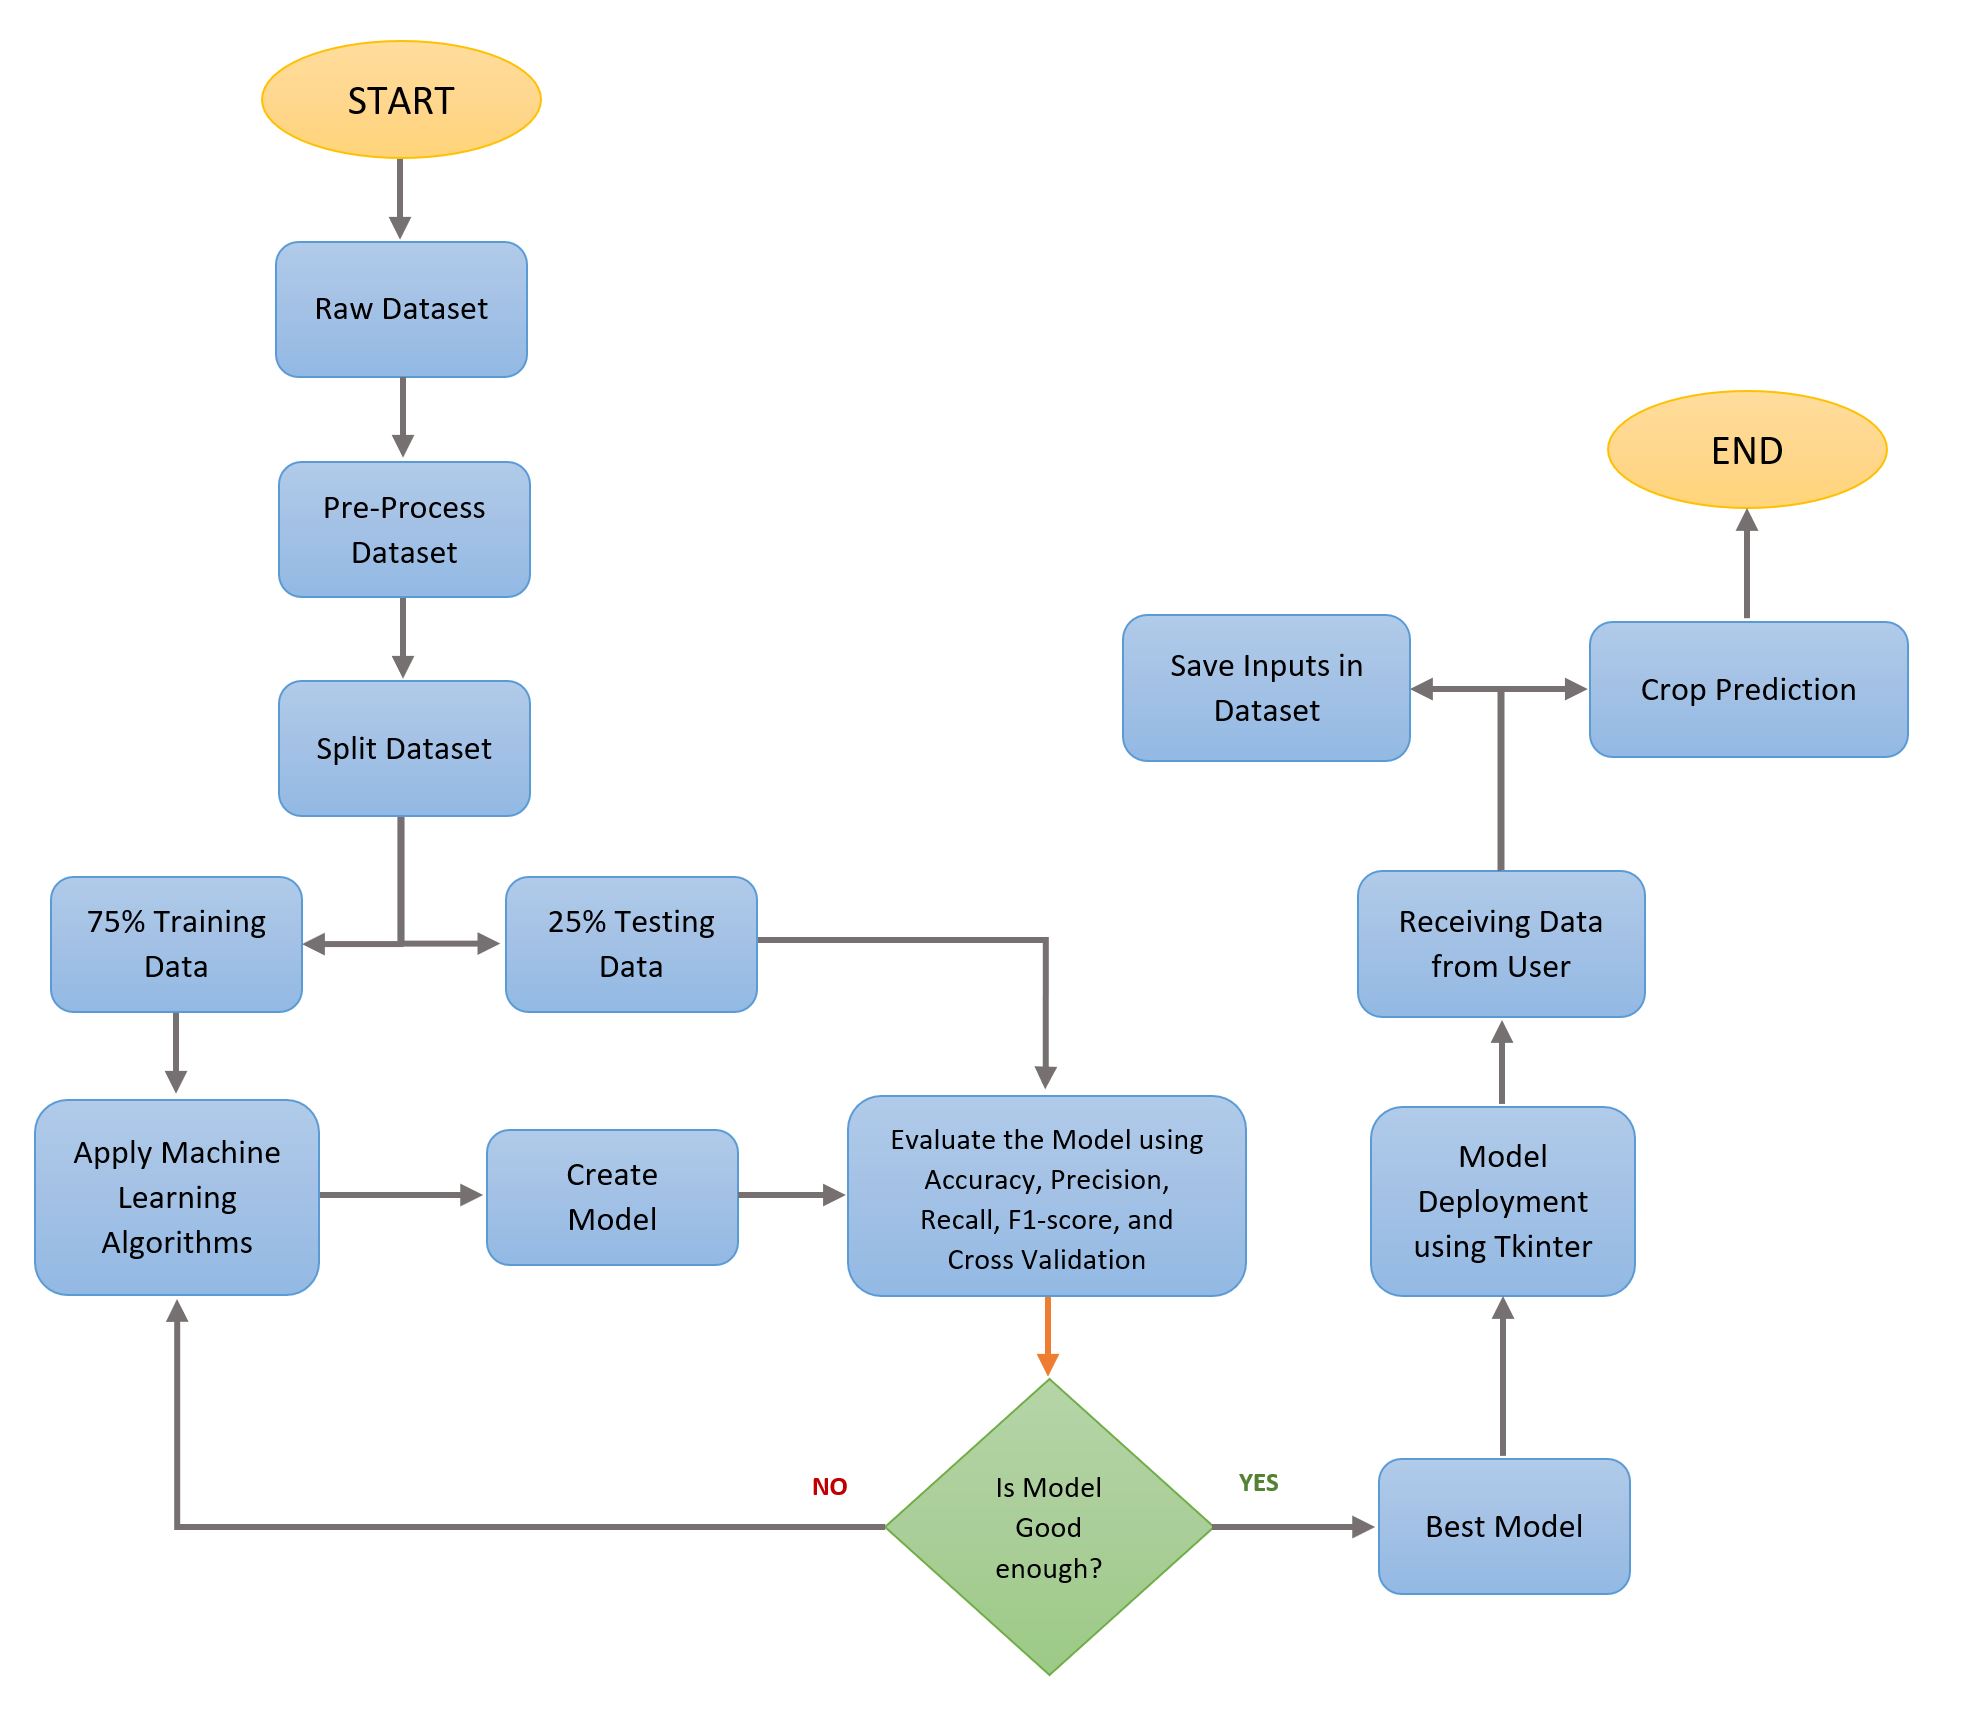 START
Raw Dataset
Pre-Process
Dataset
Split Dataset
75% Training
Data
25% Testing
Data
Apply Machine
Learning
Algorithms
Create
Model
Evaluate the Model using
Accuracy, Precision,
Recall, F1-score, and
Cross Validation
Is Model
Good
enough?
NO
YES
Best Model
Model
Deployment
using Tkinter
Receiving Data
from User
Save Inputs in
Dataset
Crop Prediction
END